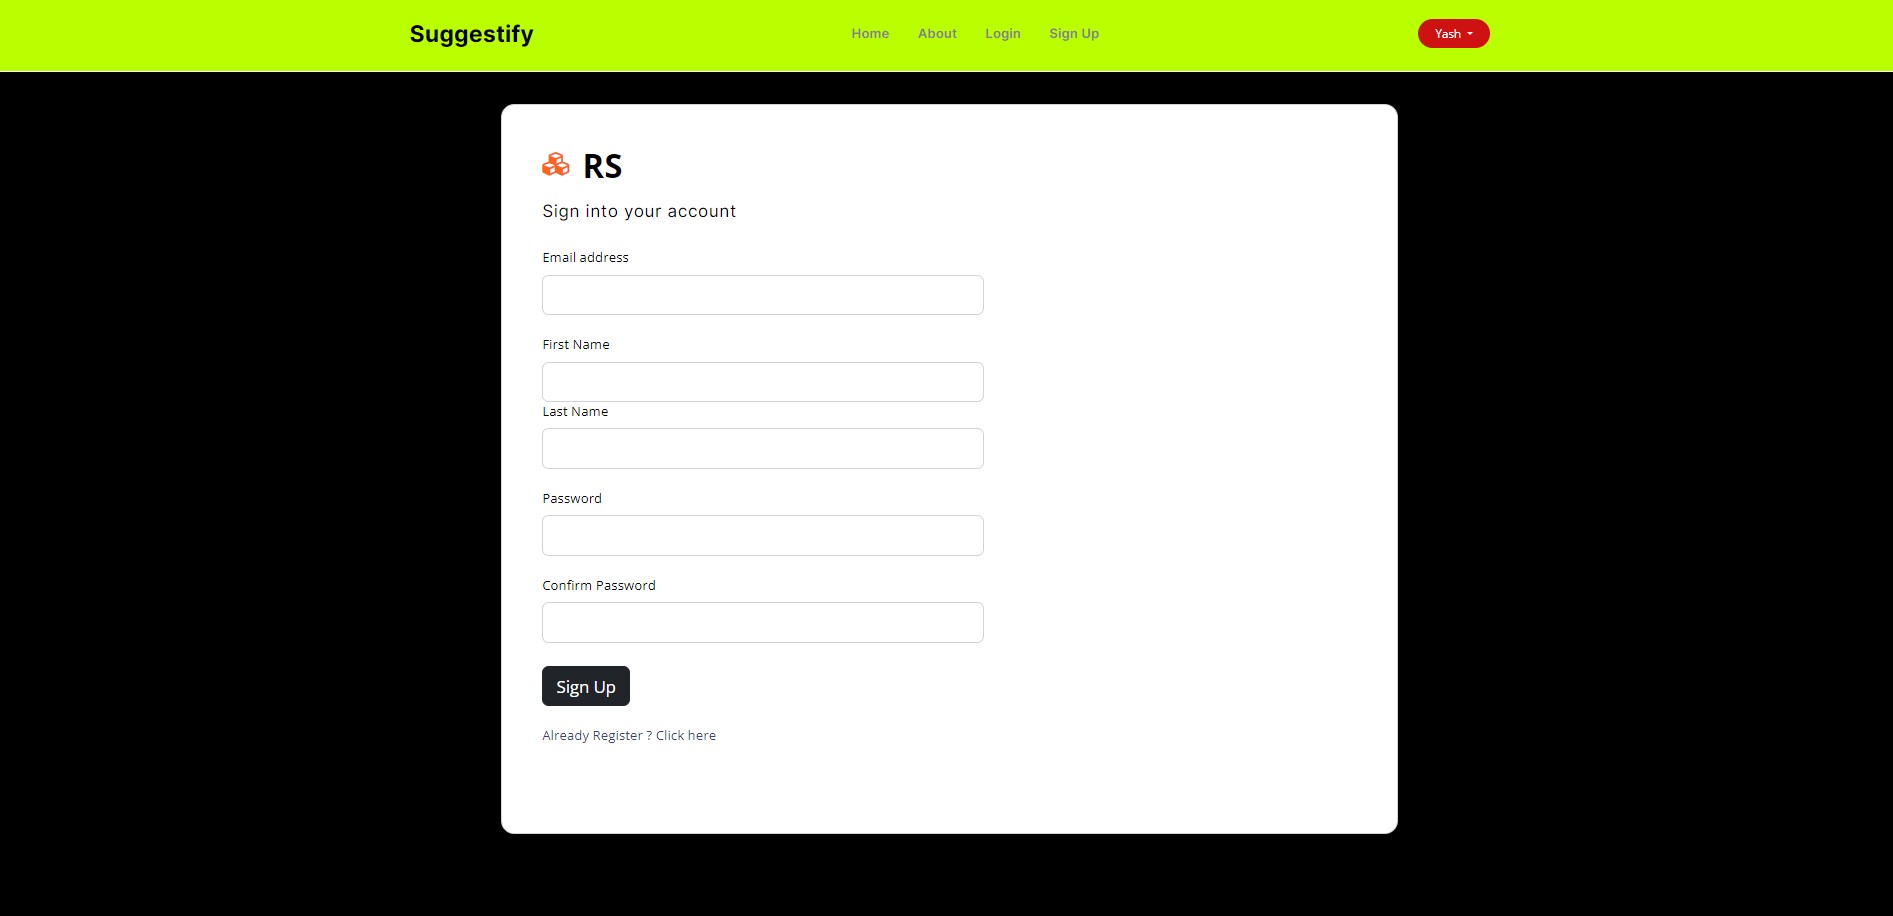 Suggestify
Home About Login Sign Up
Yash
RS
Sign into your account
Email address
First Name
Last Name
Password
Confirm Password
Sign Up
Already Register ? Click here